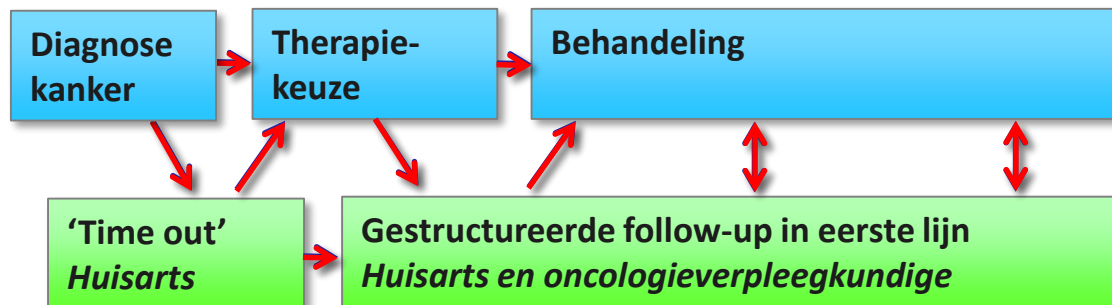 Diagnose
kanker
Therapie-
keuze
Behandeling
‘Time out’
Huisarts
Gestructureerde follow-up in eerste lijn
Huisarts en oncologieverpleegkundige